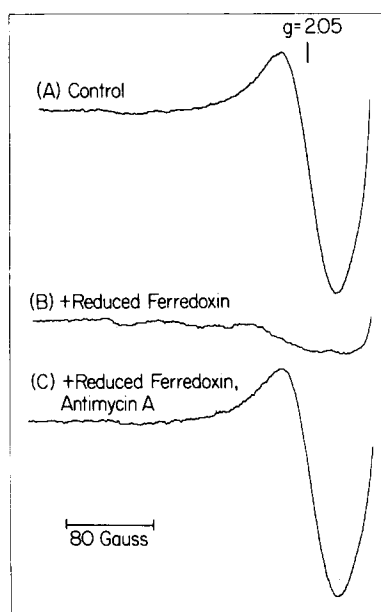 g=2.05
(A) Control
(B) +Reduced Ferredoxin
(C) +Reduced Ferredoxin,
Antimycin A
80 Gauss